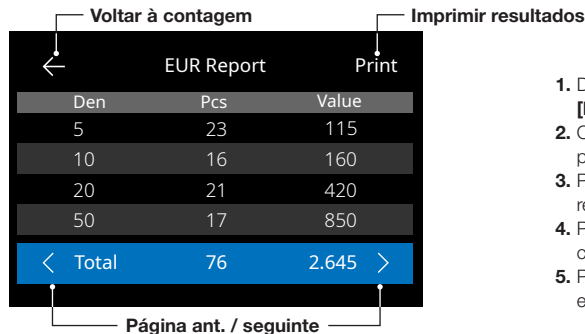 Voltar à contagem
Imprimir resultados
EUR Report Print
Den Pcs Value
5 23 115
10 16 160
20 21 420
50 17 850
Total 76 2.645
Página ant. / seguinte
1.
2.
3.
4.
5.